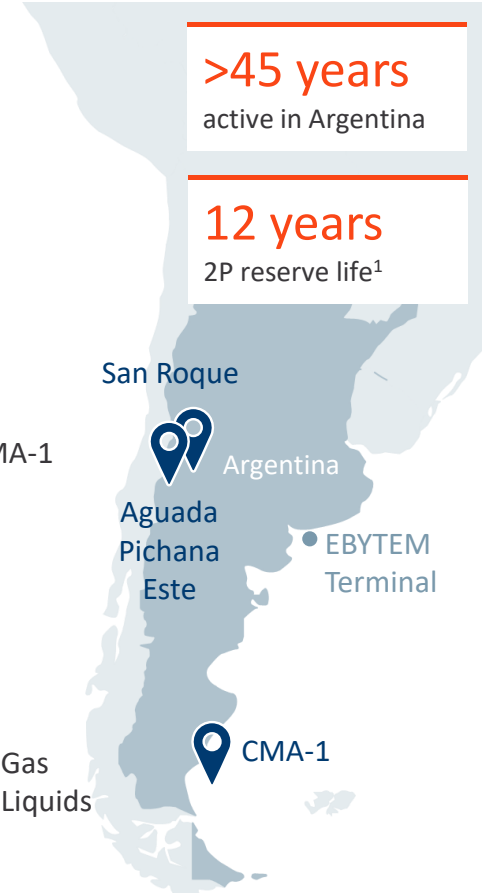 >45 years
active in Argentina
12 years
2P reserve life¹
San Roque
MA-1
Argentina
Aguada
Pichana
Este
EBYTEM
Terminal
CMA-1
Gas
Liquids